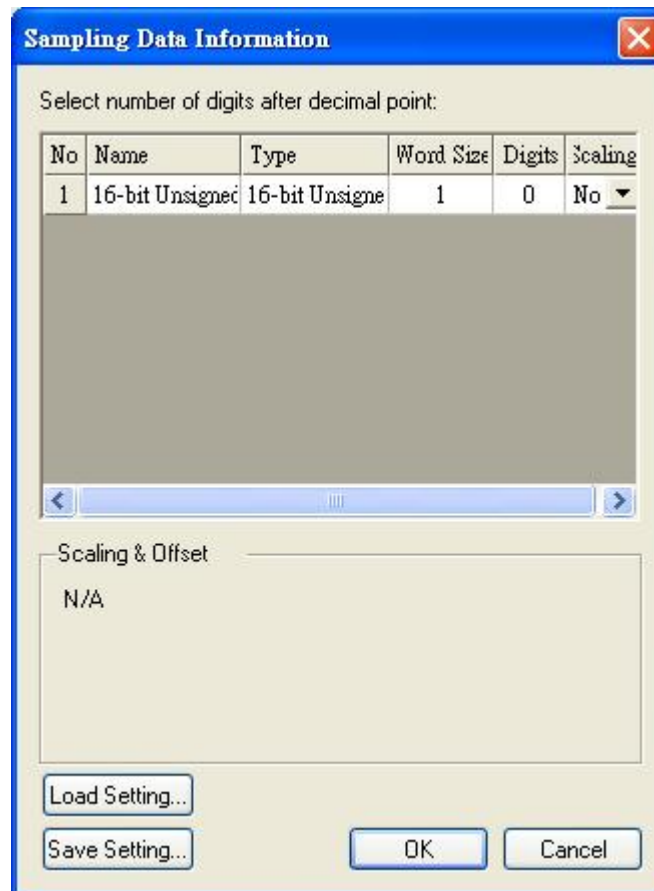 Sampling Data Information
Select number of digits after decimal point:
No Name Type Word Size Digits Scaling
1 16-bit Unsigned 16-bit Unsigne 1 0 No
Scaling & Offset
N/A
Load Setting...
Save Setting... OK Cancel